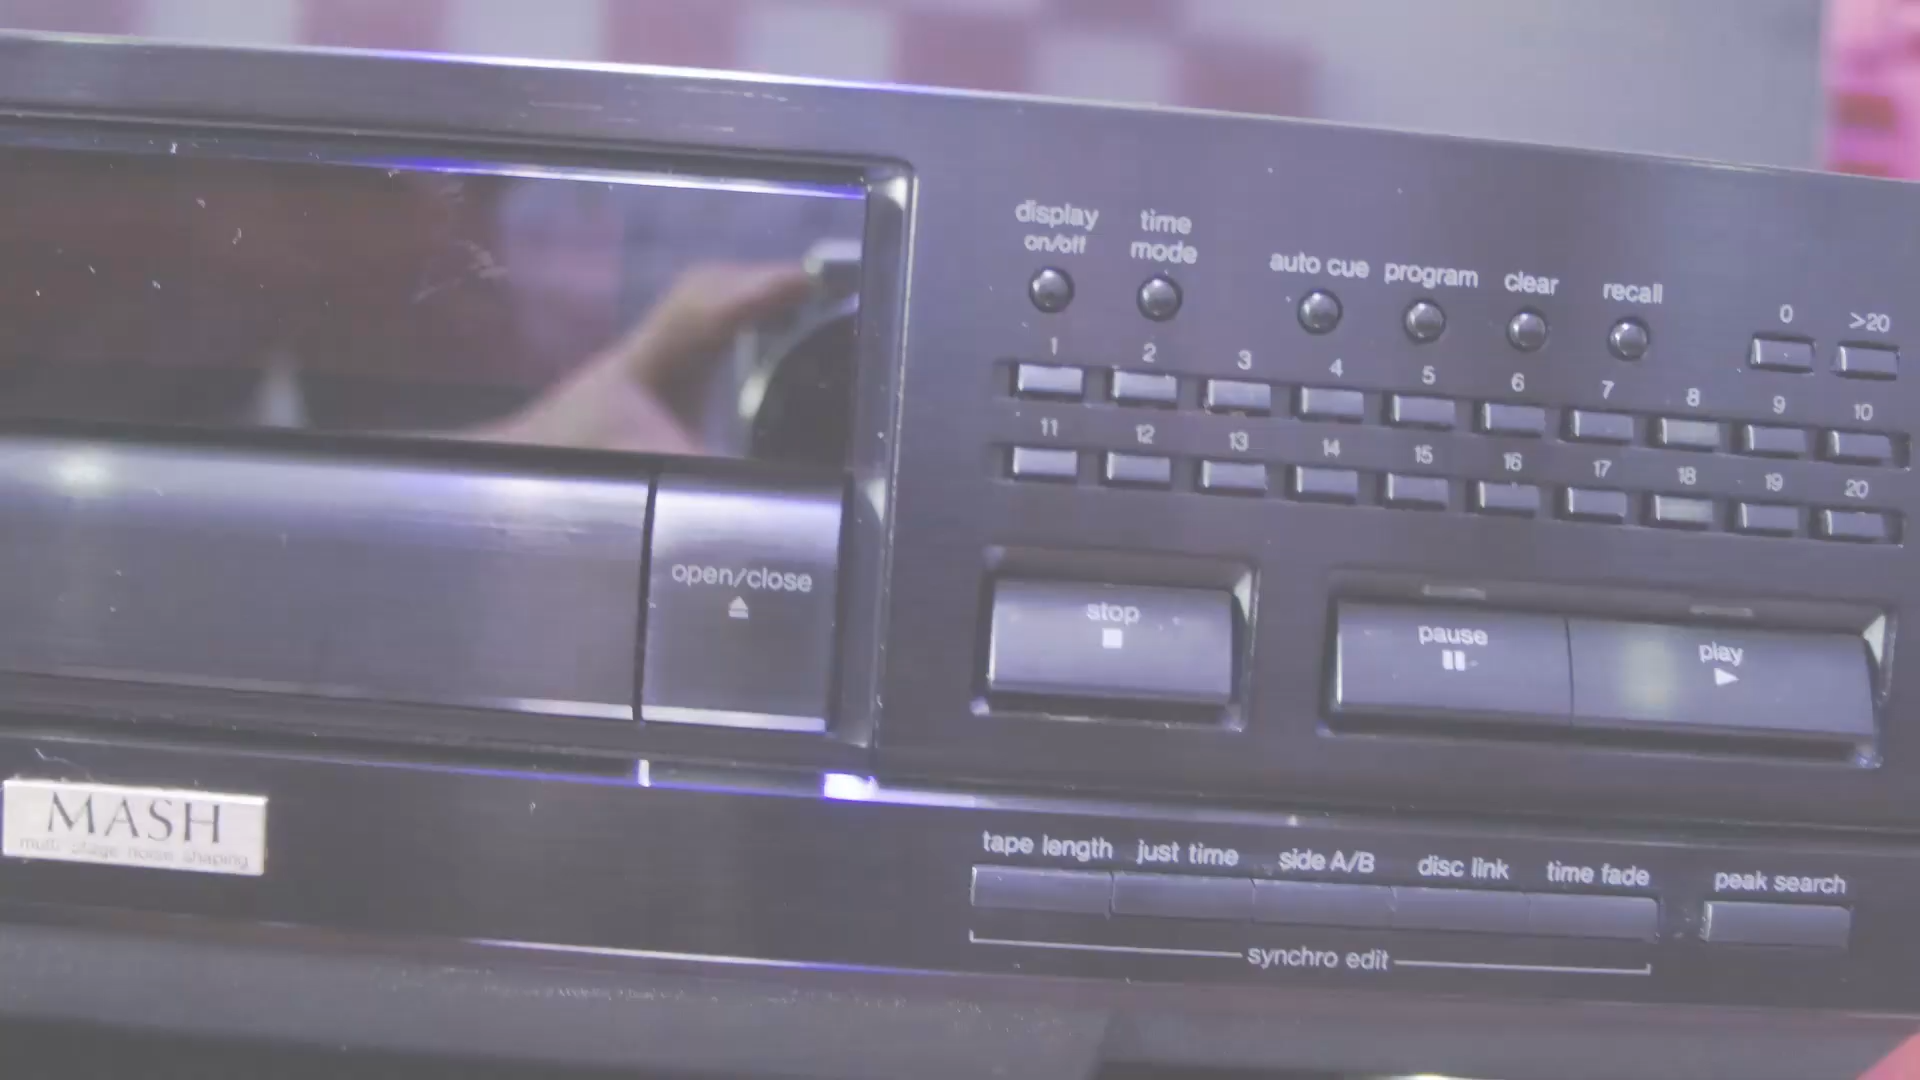 display
on/off
time
mode
auto cue
program
clear
recall
0
>20
1 2 3 4 5 6 7 8 9 10
11 12 13 14 15 16 17 18 19 20
open/close
stop
pause
play
MASH
multi stage noise shaping
tape length
just time
side A/B
disc link
time fade
peak search
synchro edit